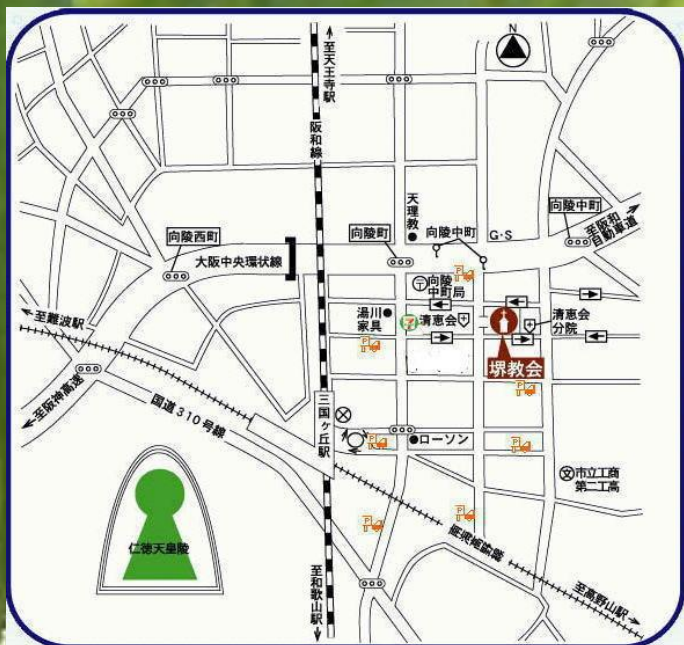 N
至天王寺駅
阪和線
天理教
向陵中町
向陵町
G·S
向陵中町
至阪和
自動車道
向陵西町
大阪中央環状線
〒向陵
中町局
湯川
家具
清恵会
清恵会
分院
堺教会
至難波駅
至阪神高速
国道310号線
三国ヶ丘駅
ローソン
文
市立工商
第二工高
仁徳天皇陵
至和歌山駅
南海高野線
至高野山駅
P
P
P
P
P
P
P